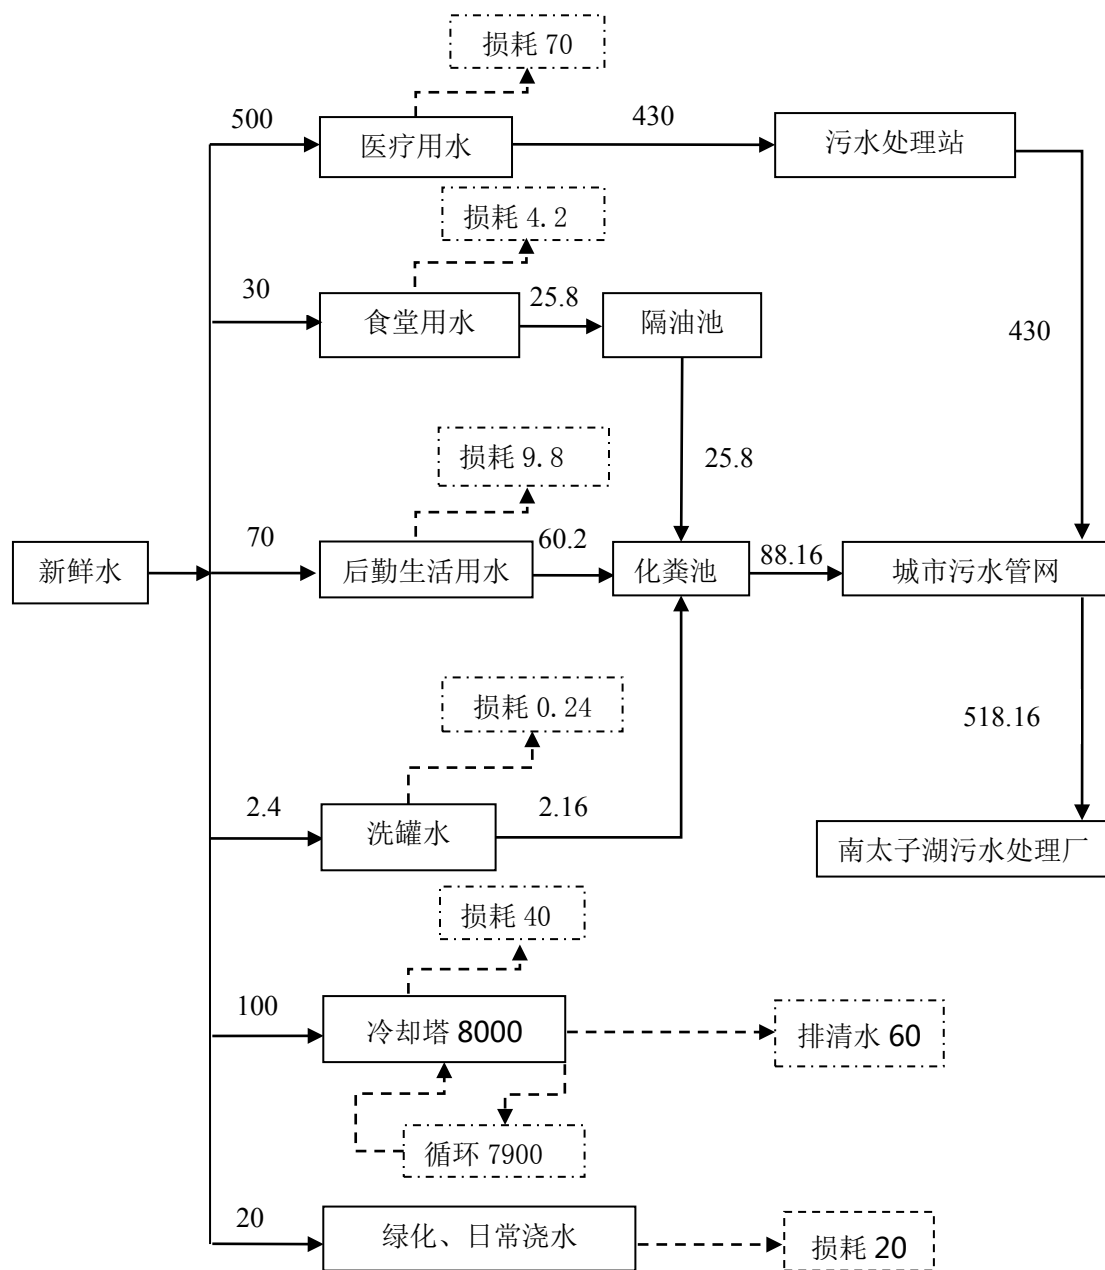 损耗 70
500
医疗用水
430
污水处理站
损耗 4.2
30
食堂用水
25.8
隔油池
430
损耗 9.8
25.8
新鲜水
70
后勤生活用水
60.2
化粪池
88.16
城市污水管网
损耗 0.24
518.16
2.4
洗罐水
2.16
南太子湖污水处理厂
损耗 40
100
冷却塔 8000
排清水 60
循环 7900
20
绿化、日常浇水
损耗 20